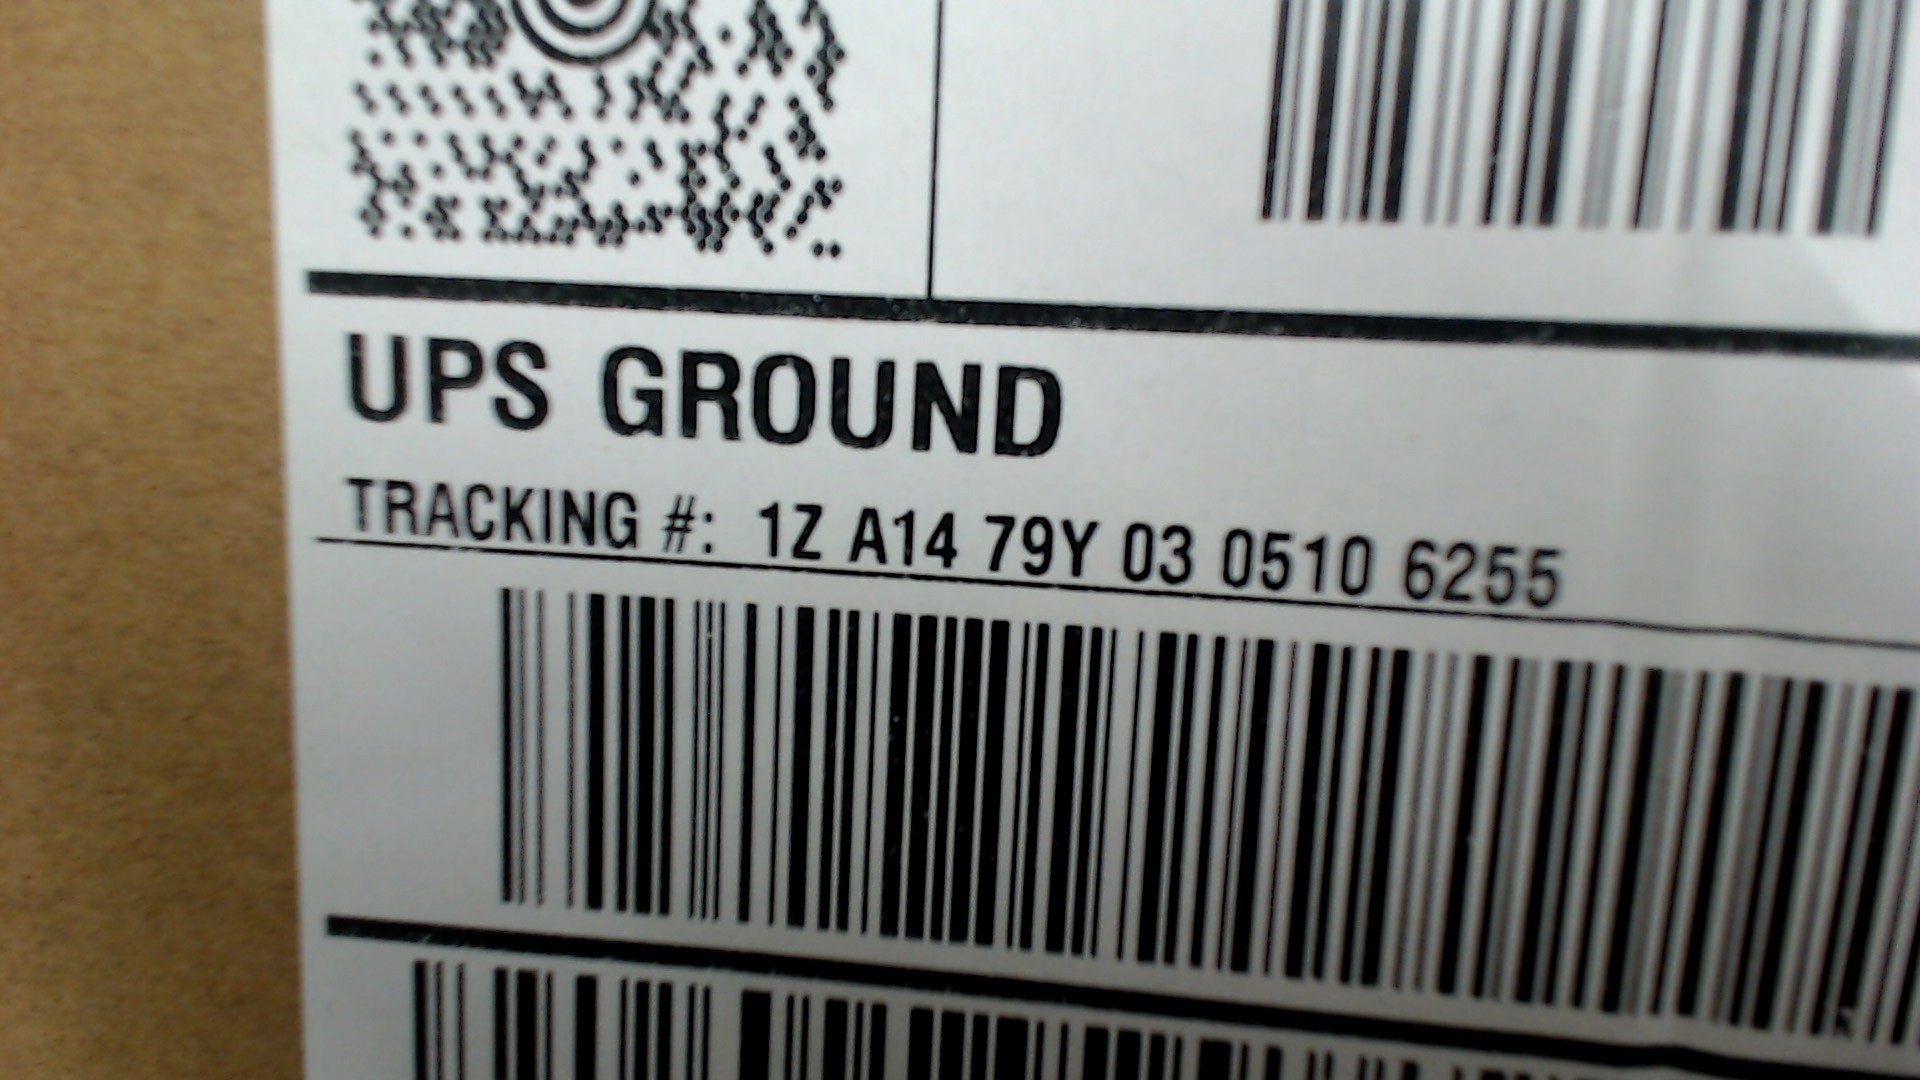 UPS GROUND
TRACKING #: 1Z A14 79Y 03 0510 6255